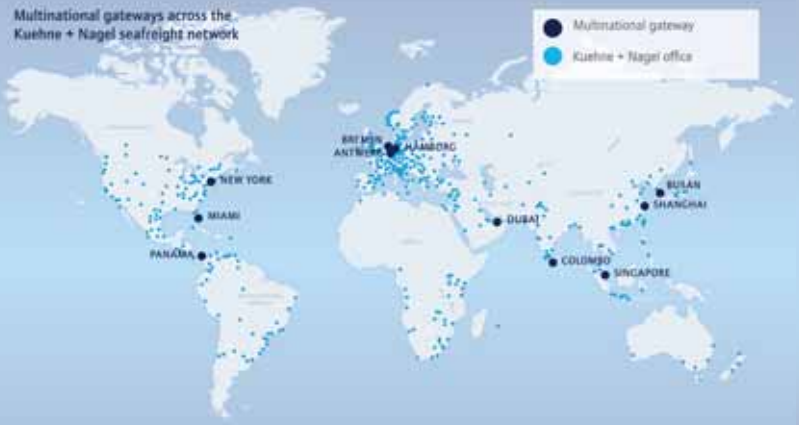 Multinational gateways across the
Kuehne + Nagel seafreight network
Multinational gateway
Kuehne + Nagel office
BREMEN
HAMBURG
ANTWERP
NEW YORK
BUSAN
SHANGHAI
MIAMI
DUBAI
PANAMA
COLOMBO
SINGAPORE